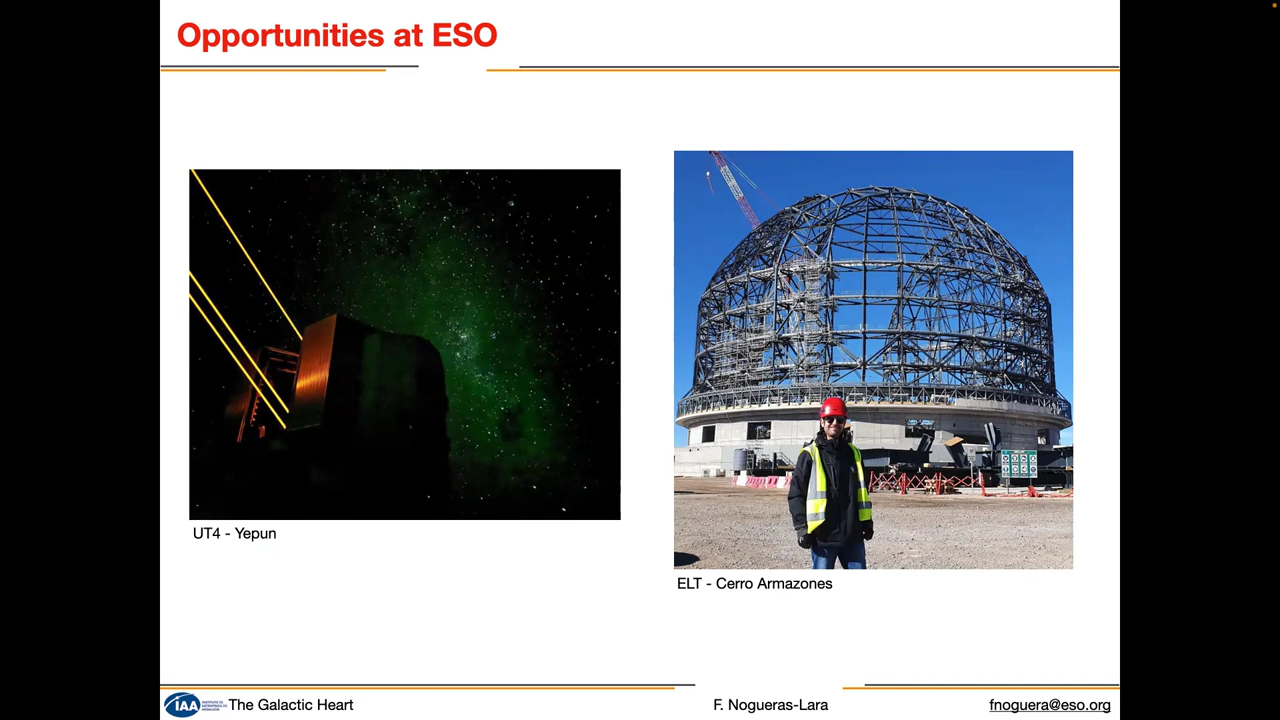 Opportunities at ESO
UT4 - Yepun
ELT - Cerro Armazones
IAA
The Galactic Heart
F. Nogueras-Lara
fnoguera@eso.org